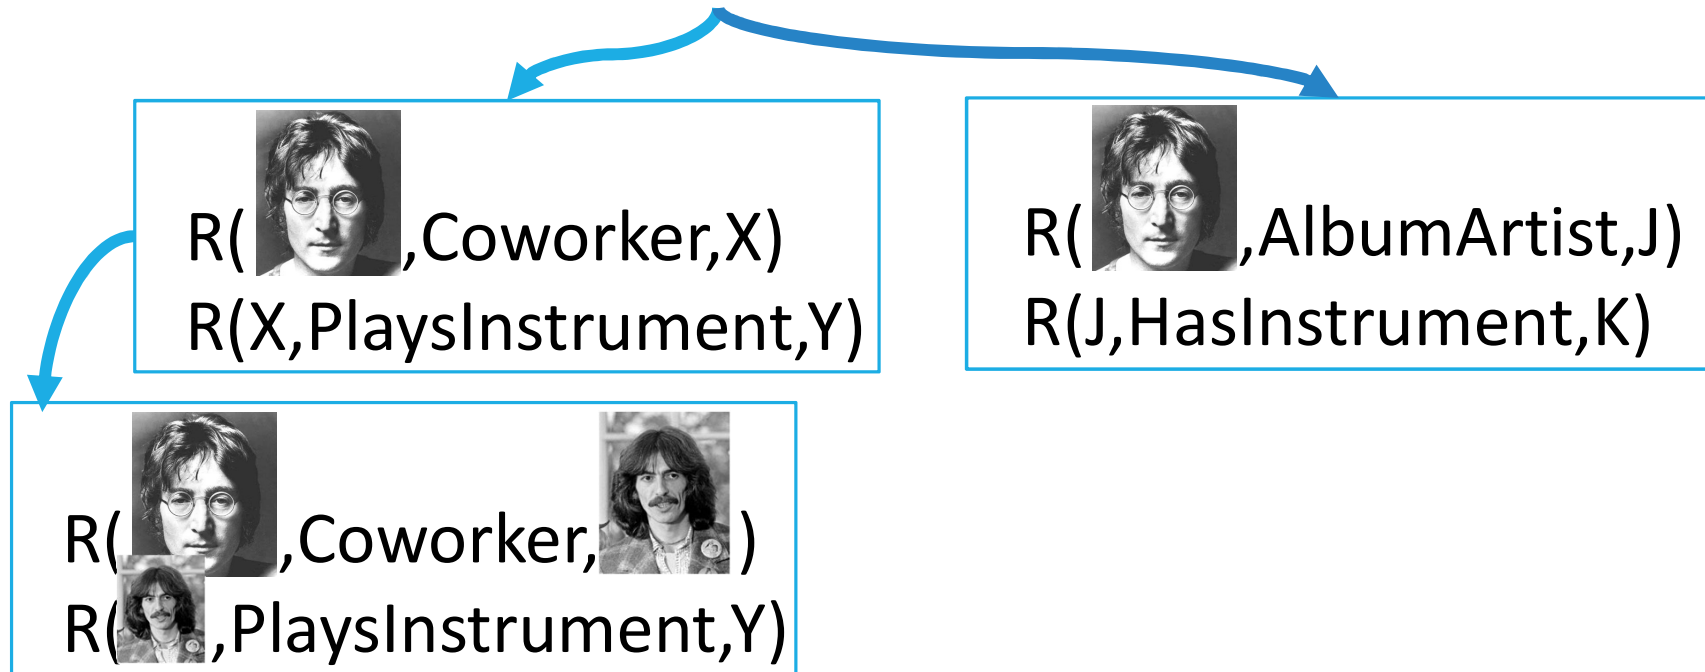 R( ,Coworker,X)
R(X,PlaysInstrument,Y)
R( ,AlbumArtist,J)
R(J,HasInstrument,K)
R( ,Coworker, )
R( ,PlaysInstrument,Y)